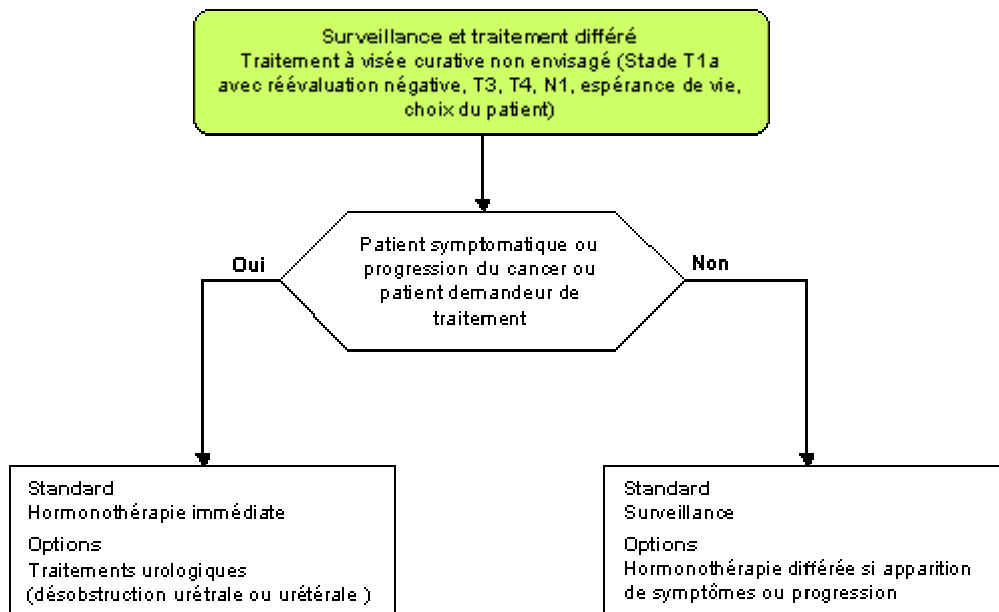 Surveillance et traitement différé
Traitement à visée curative non envisagé (Stade T1a
avec réévaluation négative, T3, T4, N1, espérance de vie,
choix du patient)
Patient symptomatique ou
progression du cancer ou
patient demandeur de
traitement
Oui
Non
Standard
Hormonothérapie immédiate
Options
Traitements urologiques
(désobstruction urétrale ou urétérale )
Standard
Surveillance
Options
Hormonothérapie différée si apparition
de symptômes ou progression